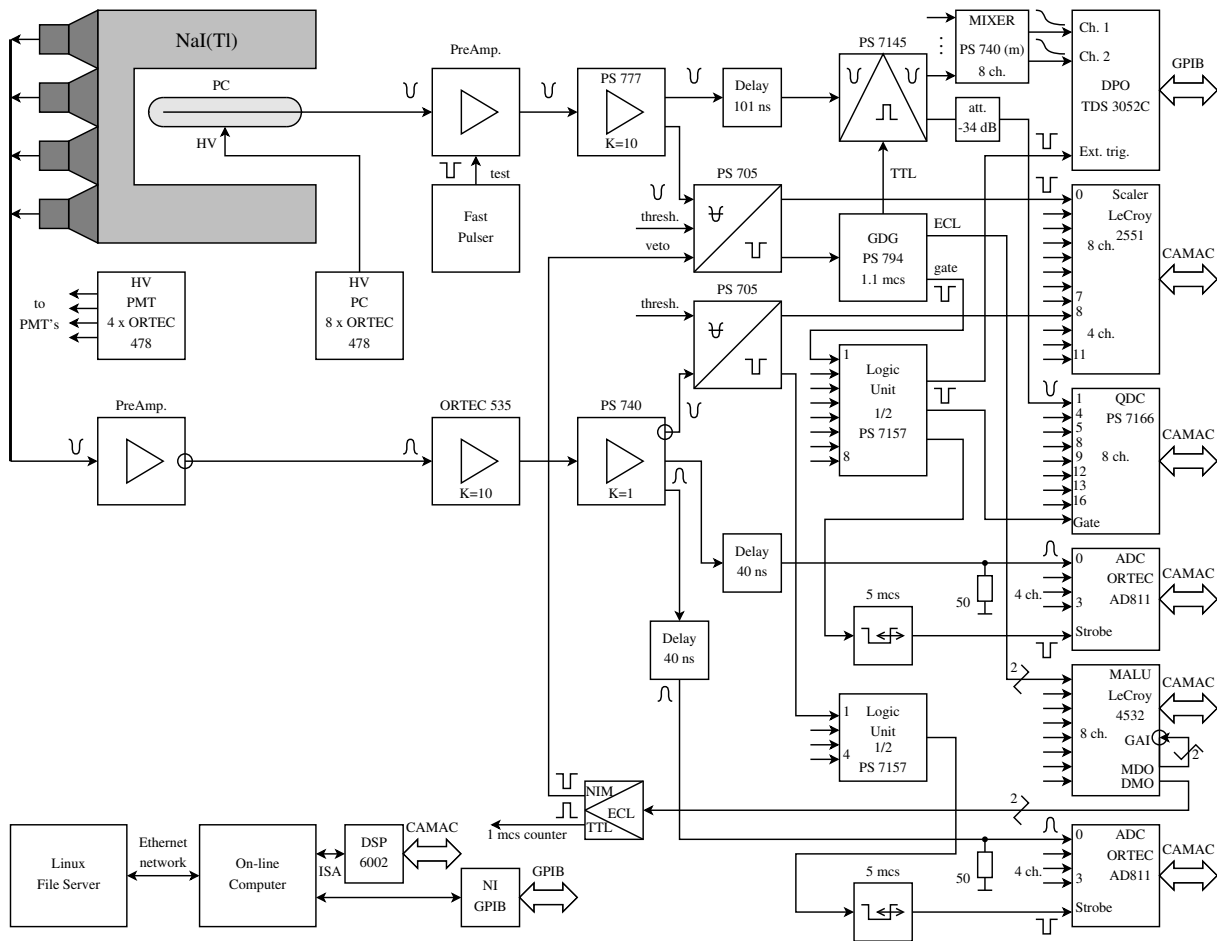 NaI(Tl)
PC
HV
PreAmp.
test
Fast
Pulser
PS 777
K=10
Delay
101 ns
PS 7145
TTL
MIXER
PS 740 (m)
8 ch.
att.
-34 dB
Ch. 1
Ch. 2
DPO
TDS 3052C
Ext. trig.
GPIB
PS 705
thresh.
veto
GDG
PS 794
1.1 mcs
ECL
gate
0
Scaler
LeCroy
2551
8 ch.
7
8
4 ch.
11
CAMAC
to
PMT's
HV
PMT
4 x ORTEC
478
HV
PC
8 x ORTEC
478
PS 705
thresh.
1
Logic
Unit
1/2
PS 7157
8
1
QDC
4
PS 7166
5
8
8 ch.
9
12
13
16
Gate
CAMAC
PreAmp.
ORTEC 535
K=10
PS 740
K=1
Delay
40 ns
50
0
ADC
ORTEC
AD811
4 ch.
3
Strobe
CAMAC
5 mcs
Delay
40 ns
2
MALU
LeCroy
4532
8 ch.
GAI
2
MDO
DMO
CAMAC
1
Logic
Unit
1/2
4
PS 7157
NIM
ECL
TTL
1 mcs counter
2
Linux
File Server
Ethernet
network
On-line
Computer
ISA
DSP
6002
CAMAC
NI
GPIB
GPIB
5 mcs
50
0
ADC
ORTEC
AD811
4 ch.
3
Strobe
CAMAC